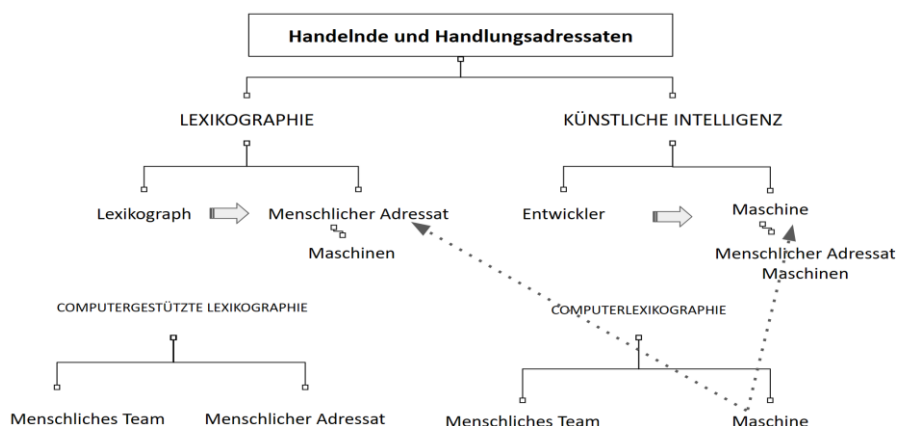 Handelnde und Handlungsadressaten
LEXIKOGRAPHIE
KÜNSTLICHE INTELLIGENZ
Lexikograph
Menschlicher Adressat
Entwickler
Maschine
Maschinen
Menschlicher Adressat
Maschinen
COMPUTERGESTÜTZTE LEXIKOGRAPHIE
COMPUTERLEXIKOGRAPHIE
Menschliches Team
Menschlicher Adressat
Menschliches Team
Maschine